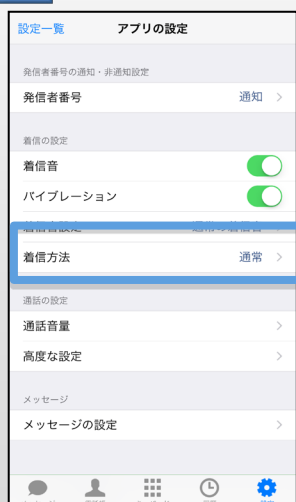 設定一覧 アプリの設定
発信者番号の通知・非通知設定
発信者番号 通知
着信の設定
着信音
バイブレーション
着信方法 通常
通話の設定
通話音量
高度な設定
メッセージ
メッセージの設定